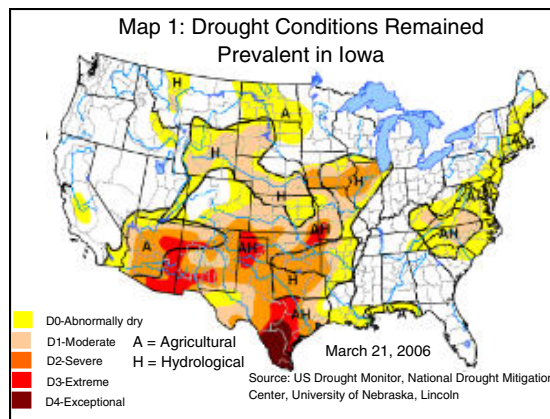 Map 1: Drought Conditions Remained
Prevalent in Iowa
H
A
H
H
H
A
AH
AH
AH
A
H
AH
D0-Abnormally dry
D1-Moderate
D2-Severe
D3-Extreme
D4-Exceptional
A = Agricultural
H = Hydrological
March 21, 2006
Source: US Drought Monitor, National Drought Mitigation
Center, University of Nebraska, Lincoln